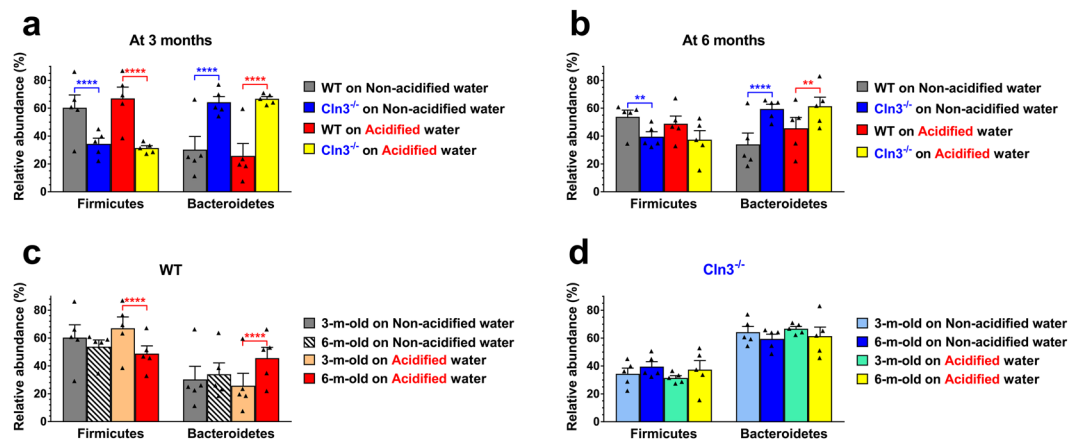 a
At 3 months
Relative abundance (%)
80
60
40
20
0
****
****
****
****
Firmicutes
Bacteroidetes
WT on Non-acidified water
Cln3-/- on Non-acidified water
WT on Acidified water
Cln3-/- on Acidified water
b
At 6 months
Relative abundance (%)
80
60
40
20
0
**
****
**
Firmicutes
Bacteroidetes
WT on Non-acidified water
Cln3-/- on Non-acidified water
WT on Acidified water
Cln3-/- on Acidified water
c
WT
Relative abundance (%)
80
60
40
20
0
****
****
Firmicutes
Bacteroidetes
3-m-old on Non-acidified water
6-m-old on Non-acidified water
3-m-old on Acidified water
6-m-old on Acidified water
d
Cln3-/-
Relative abundance (%)
80
60
40
20
0
Firmicutes
Bacteroidetes
3-m-old on Non-acidified water
6-m-old on Non-acidified water
3-m-old on Acidified water
6-m-old on Acidified water